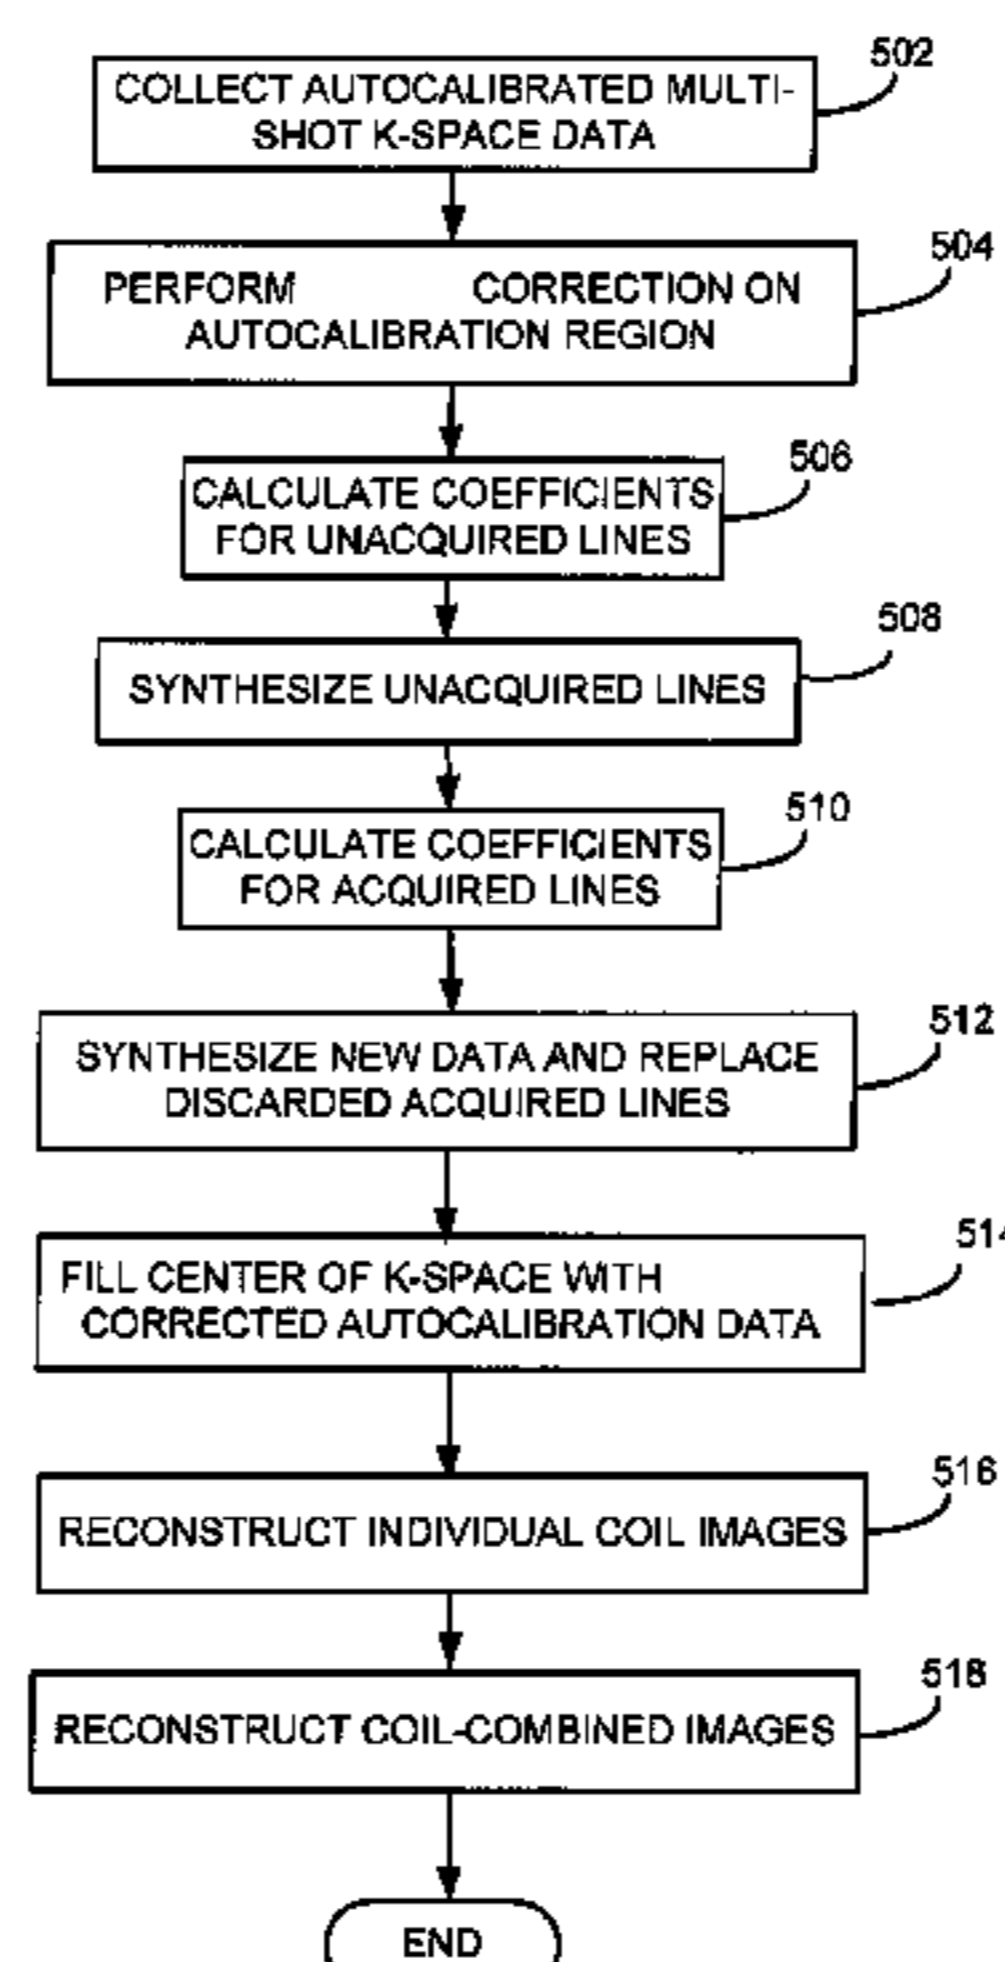 502
COLLECT AUTOCALIBRATED MULTI-
SHOT K-SPACE DATA
504
PERFORM CORRECTION ON
AUTOCALIBRATION REGION
506
CALCULATE COEFFICIENTS
FOR UNACQUIRED LINES
508
SYNTHESIZE UNACQUIRED LINES
510
CALCULATE COEFFICIENTS
FOR ACQUIRED LINES
512
SYNTHESIZE NEW DATA AND REPLACE
DISCARDED ACQUIRED LINES
514
FILL CENTER OF K-SPACE WITH
CORRECTED AUTOCALIBRATION DATA
516
RECONSTRUCT INDIVIDUAL COIL IMAGES
518
RECONSTRUCT COIL-COMBINED IMAGES
END